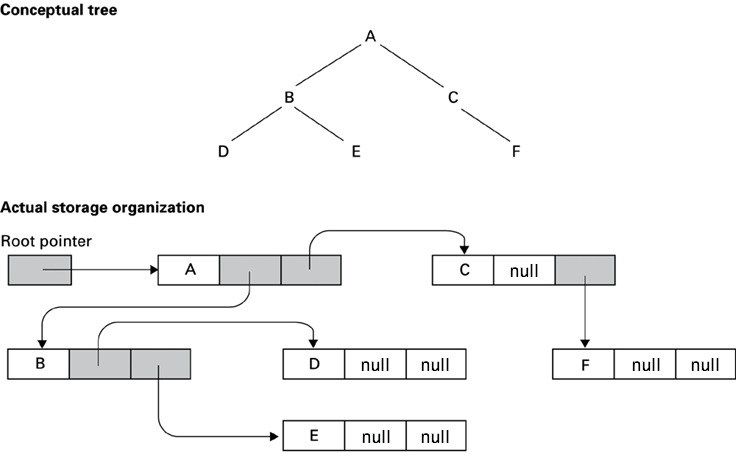 Conceptual tree
A
B C
D E F
Actual storage organization
Root pointer
A C null
B D null null F null null
E null null